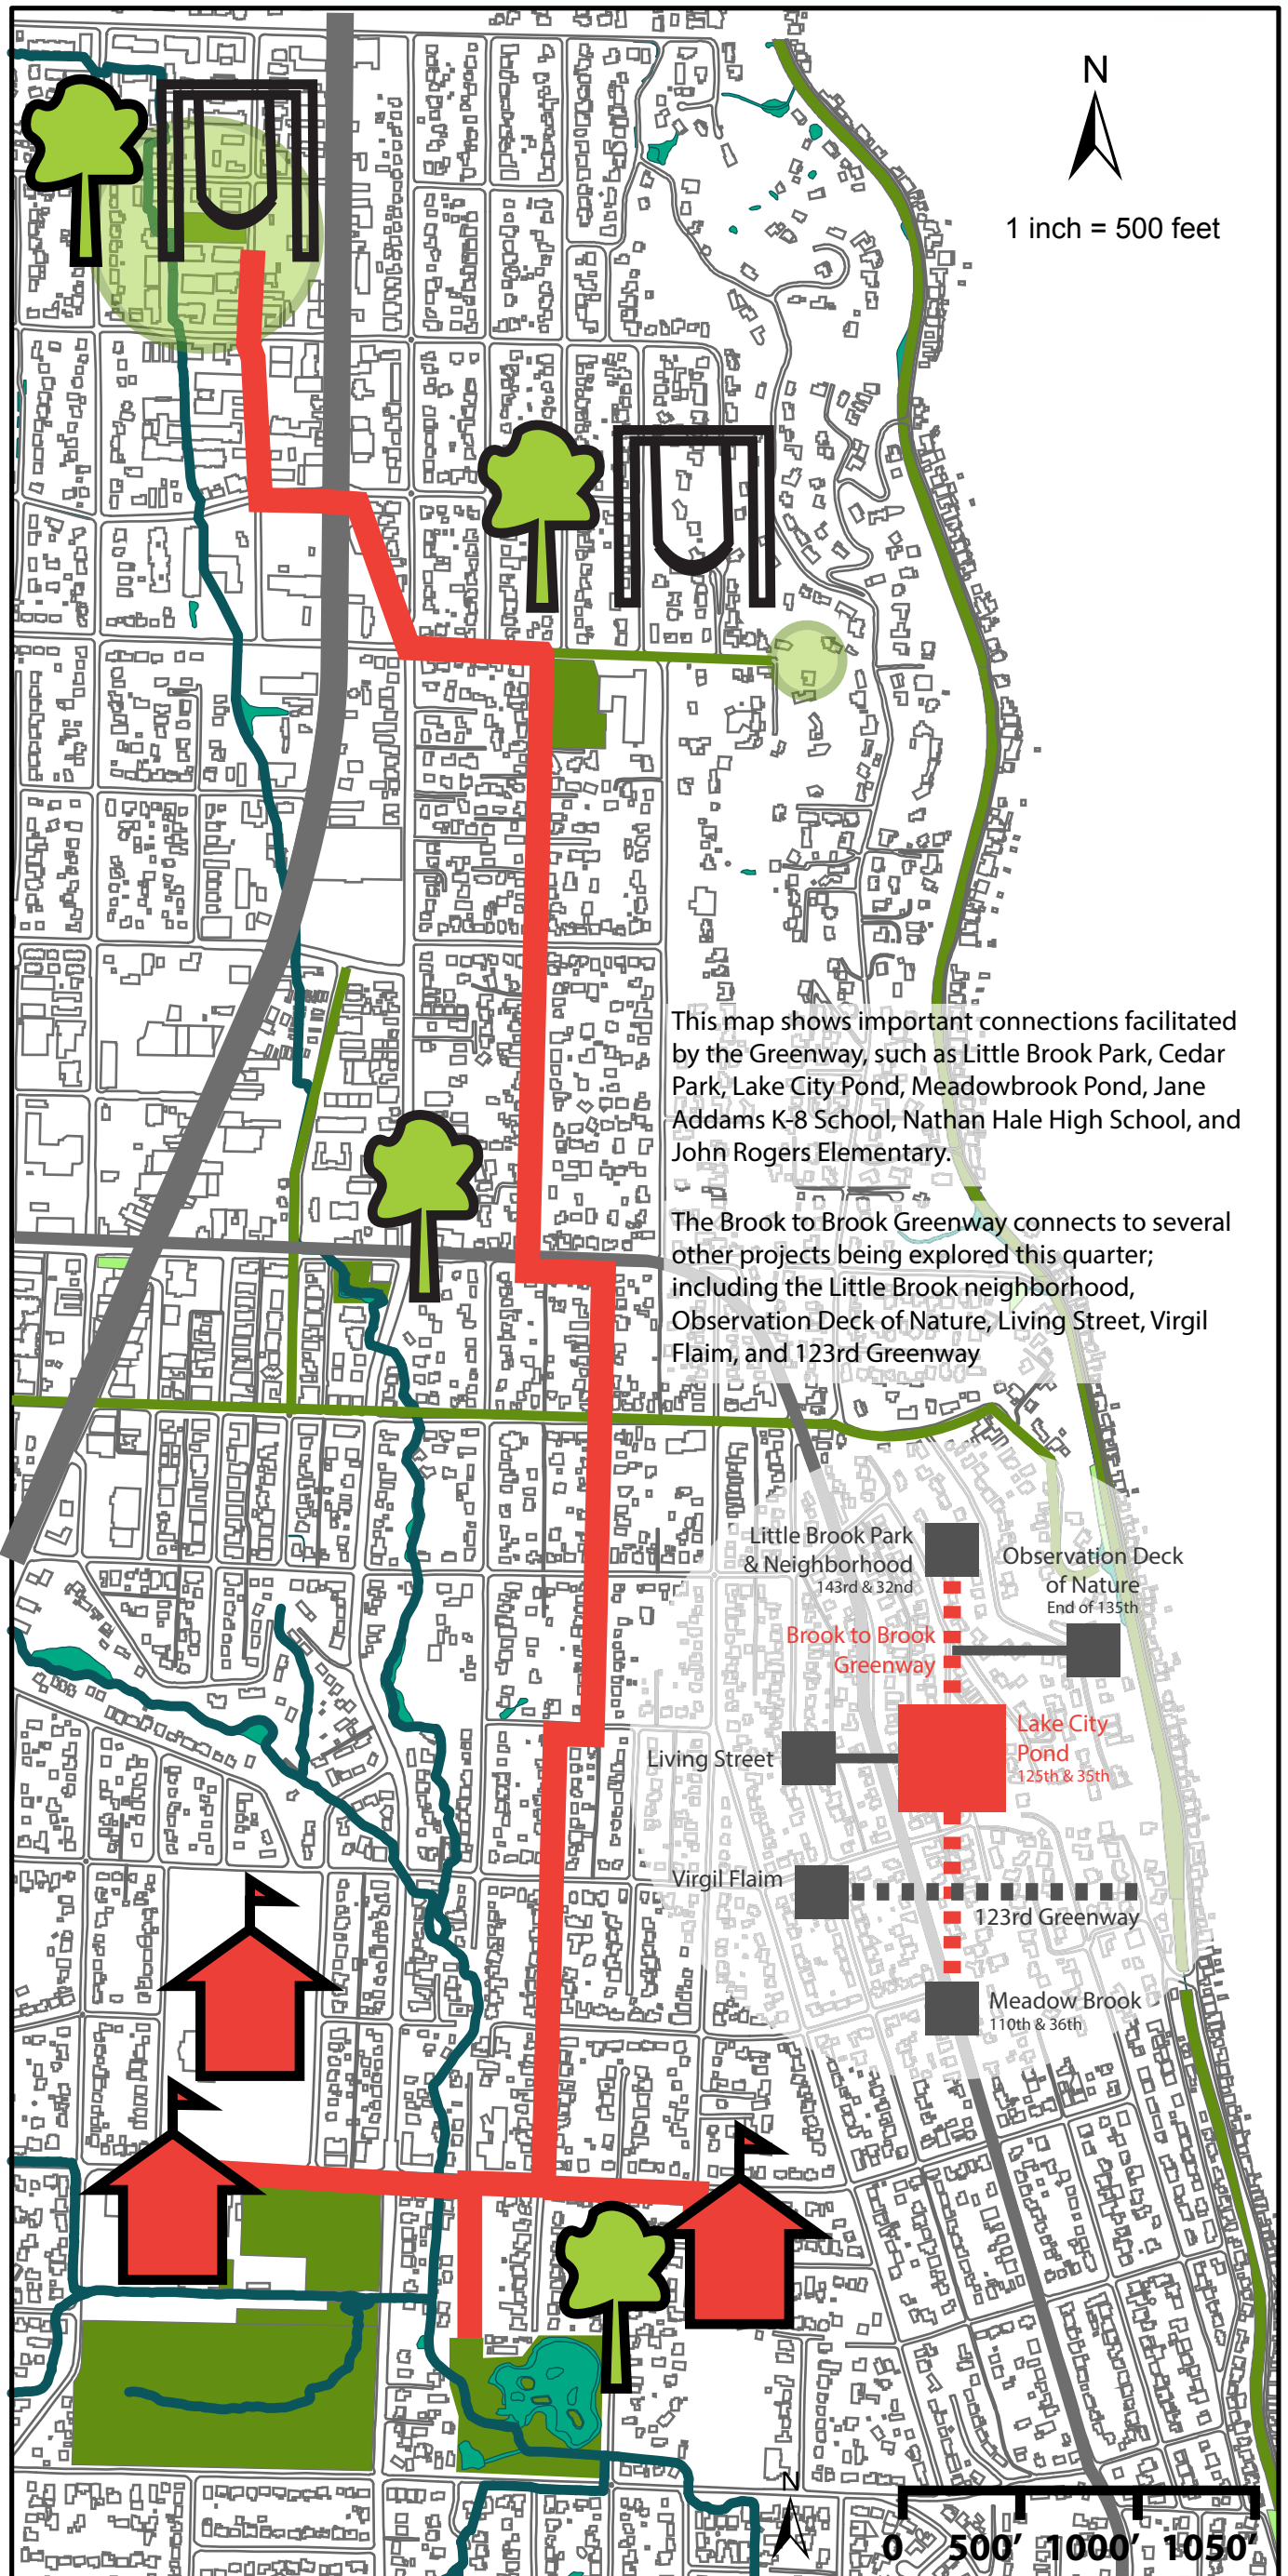 N
1 inch = 500 feet
This map shows important connections facilitated
by the Greenway, such as Little Brook Park, Cedar
Park, Lake City Pond, Meadowbrook Pond, Jane
Addams K-8 School, Nathan Hale High School, and
John Rogers Elementary.
The Brook to Brook Greenway connects to several
other projects being explored this quarter;
including the Little Brook neighborhood,
Observation Deck of Nature, Living Street, Virgil
Flaim, and 123rd Greenway
Little Brook Park
& Neighborhood
143rd & 32nd
Observation Deck
of Nature
End of 135th
Brook to Brook
Greenway
Lake City
Pond
125th & 35th
Living Street
Virgil Flaim
123rd Greenway
Meadow Brook
110th & 36th
N
0 500' 1000' 1050'